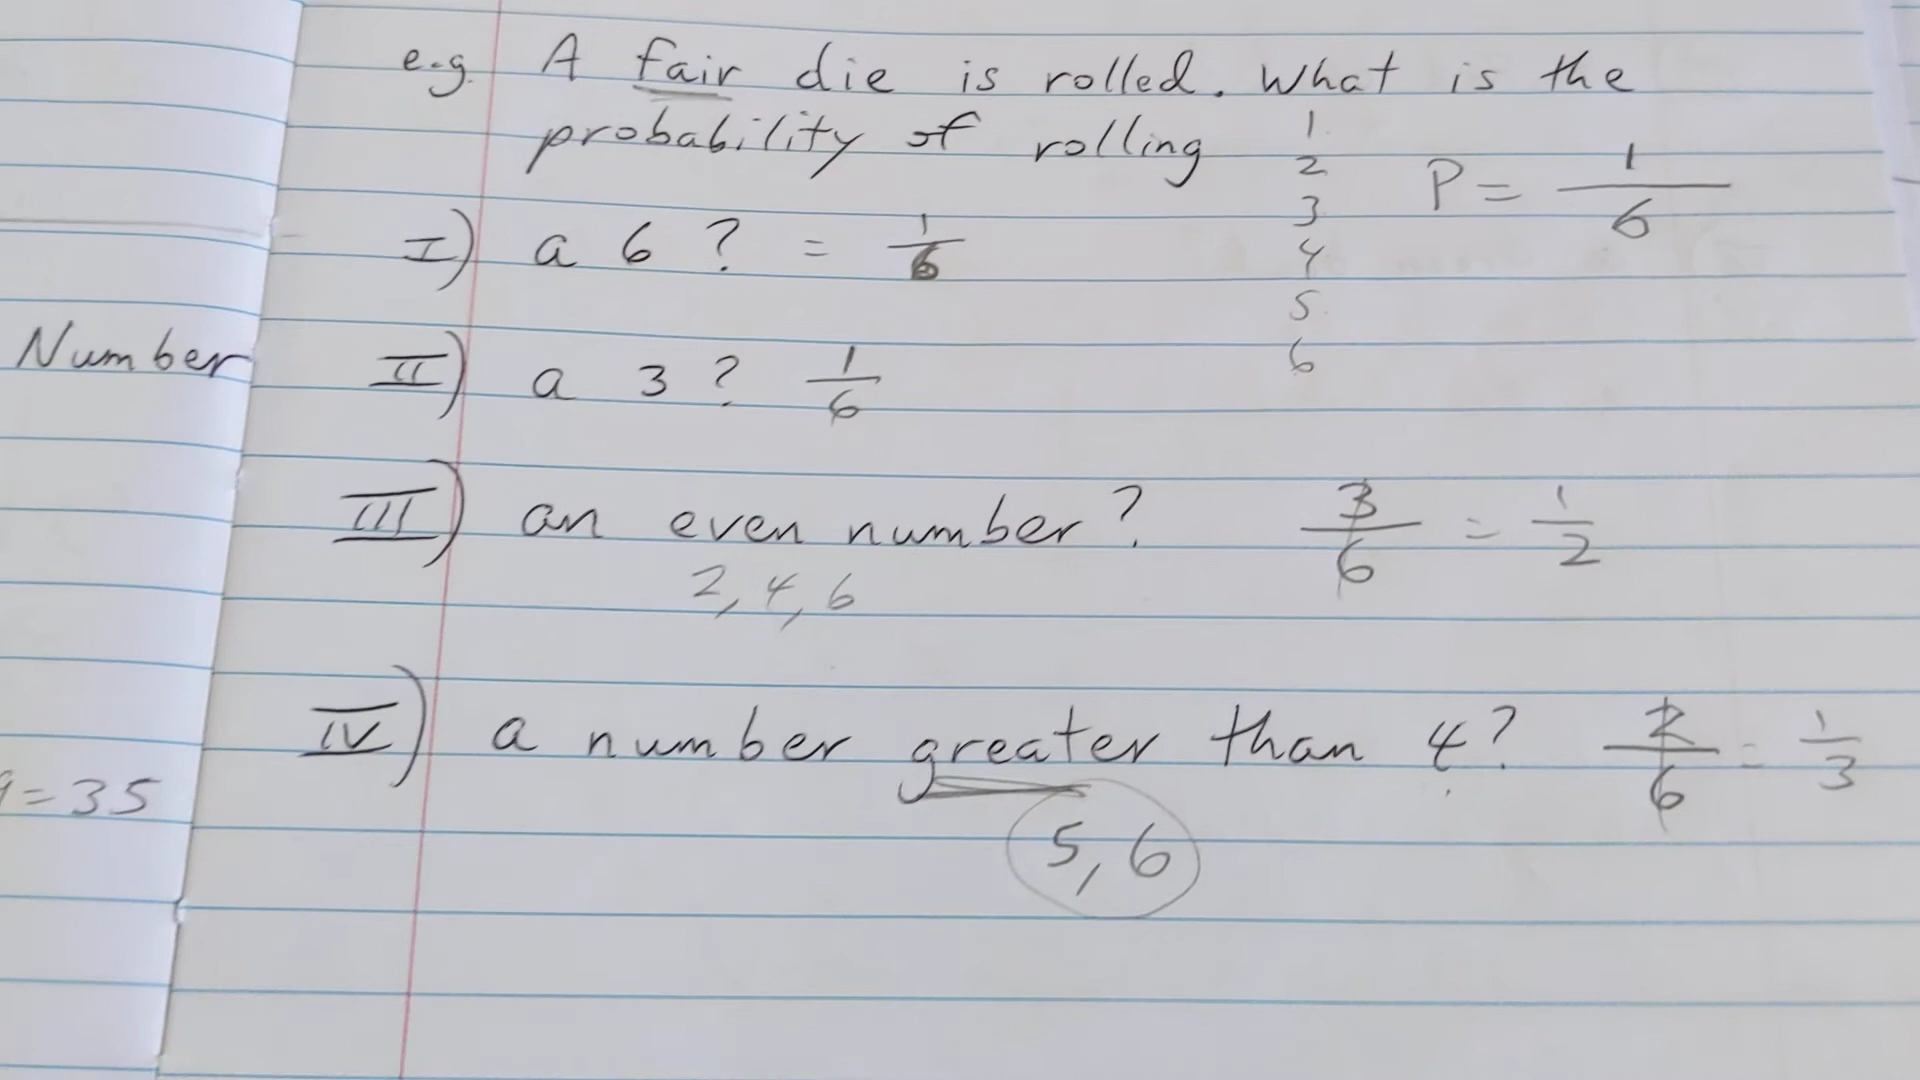 e.g. A fair die is rolled. What is the
probability of rolling
1
2
3
4
5
6
P = 1/6
I) a 6? = 1/6
Number
II) a 3? 1/6
III) an even number? 3/6 = 1/2
2, 4, 6
IV) a number greater than 4? 2/6 = 1/3
= 35
5, 6